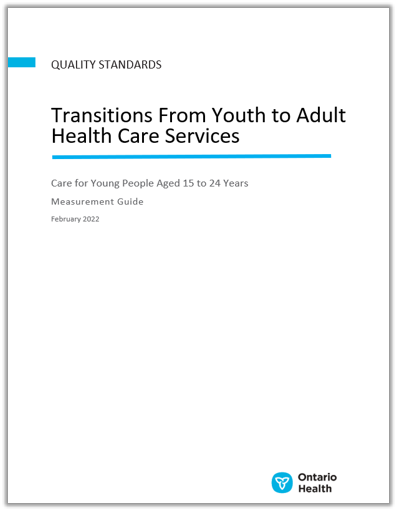 QUALITY STANDARDS
Transitions From Youth to Adult
Health Care Services
Care for Young People Aged 15 to 24 Years
Measurement Guide
February 2022
Ontario
Health